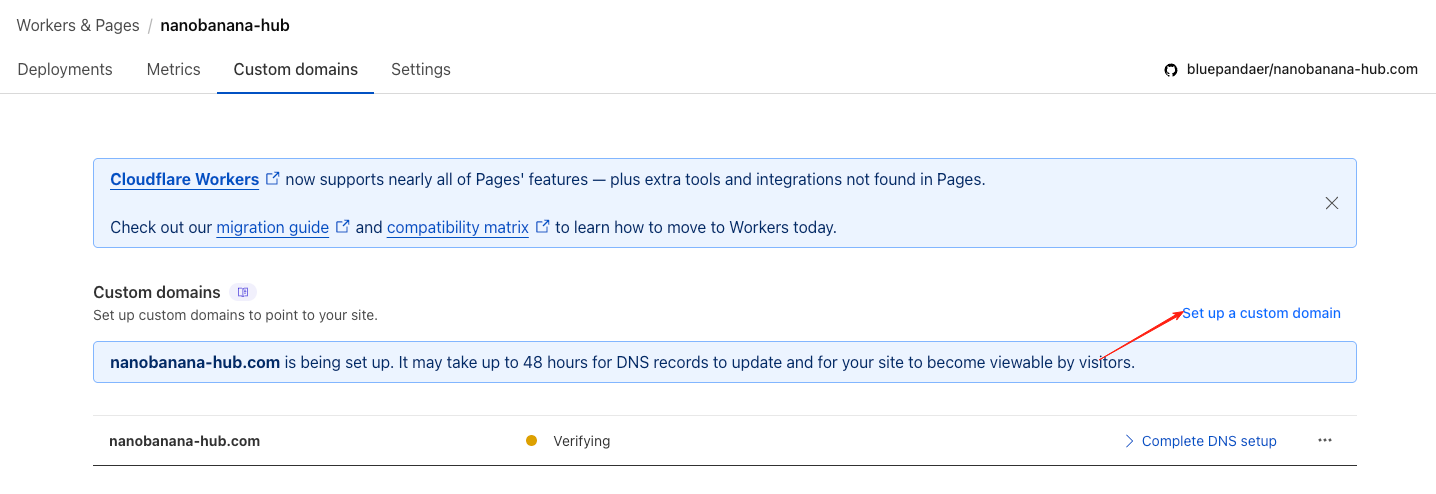 Workers & Pages / nanobanana-hub
Deployments Metrics Custom domains Settings bluepandaer/nanobanana-hub.com
Cloudflare Workers now supports nearly all of Pages' features — plus extra tools and integrations not found in Pages.
Check out our migration guide and compatibility matrix to learn how to move to Workers today.
Custom domains
Set up custom domains to point to your site.
Set up a custom domain
nanobanana-hub.com is being set up. It may take up to 48 hours for DNS records to update and for your site to become viewable by visitors.
nanobanana-hub.com Verifying Complete DNS setup ...